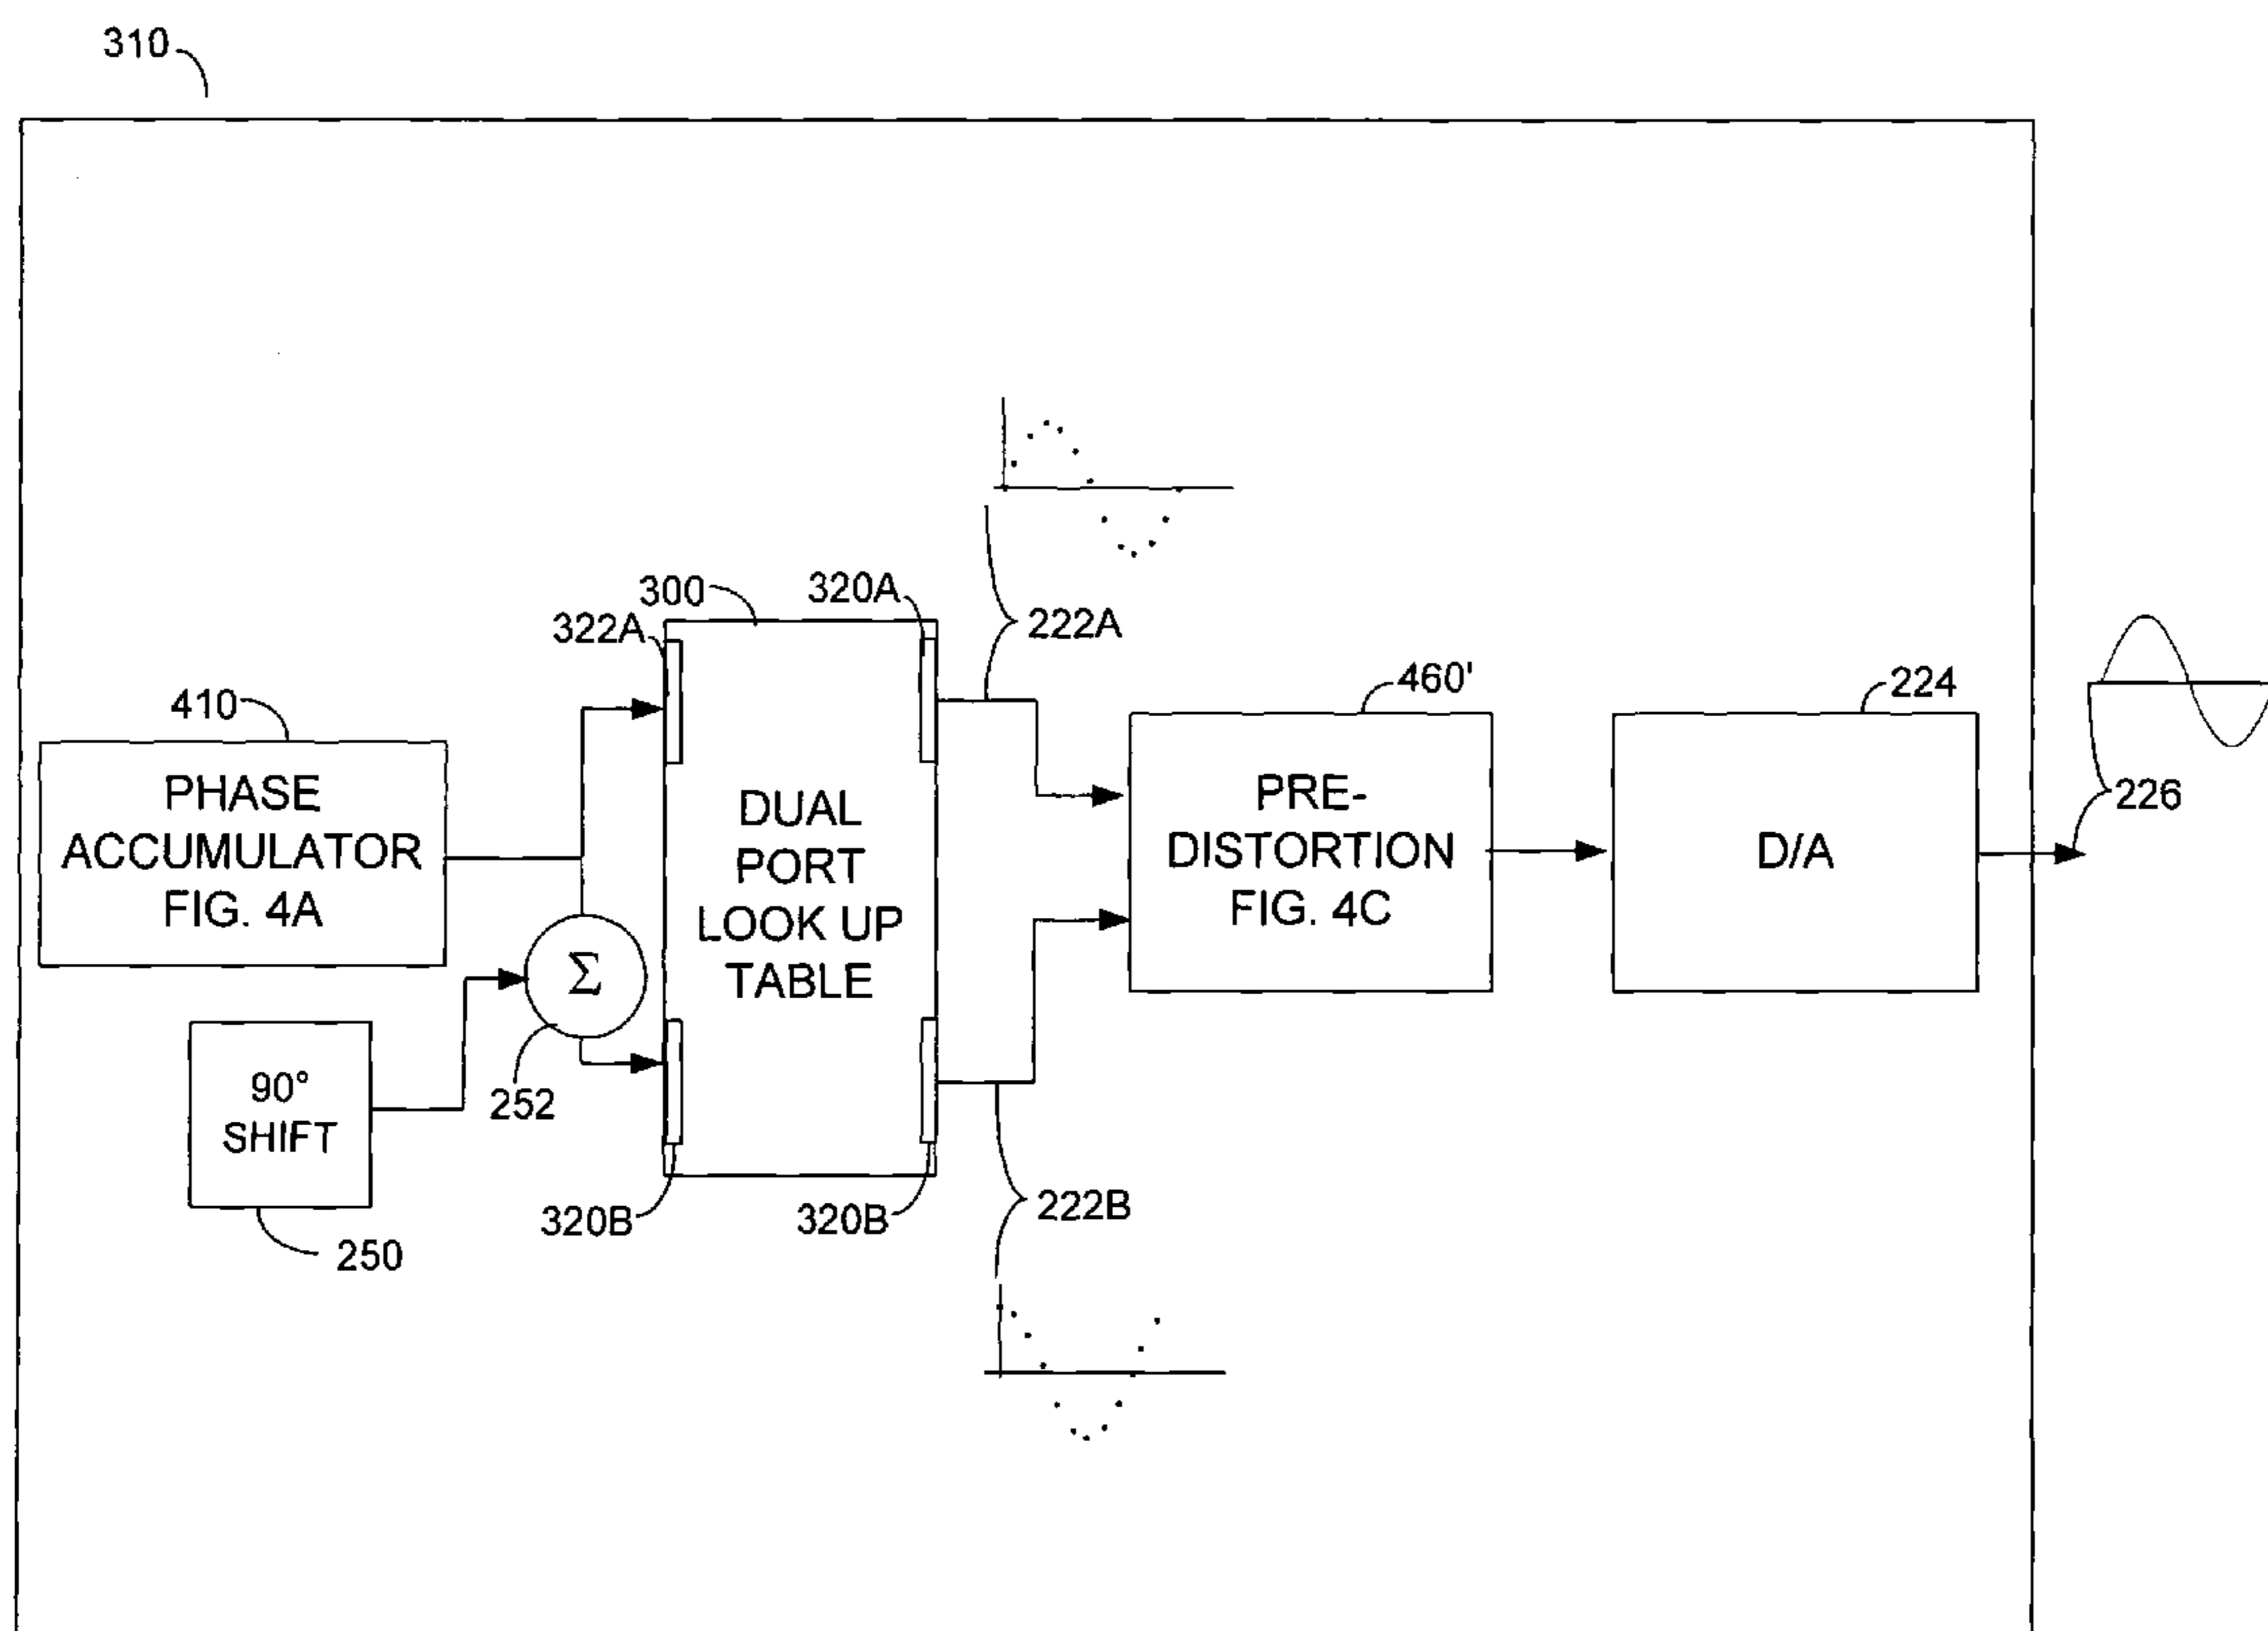 310
300
320A
322A
222A
410
460'
224
PHASE
ACCUMULATOR
FIG. 4A
DUAL
PORT
LOOK UP
TABLE
PRE-
DISTORTION
FIG. 4C
D/A
226
Σ
90°
SHIFT
252
250
320B
320B
222B